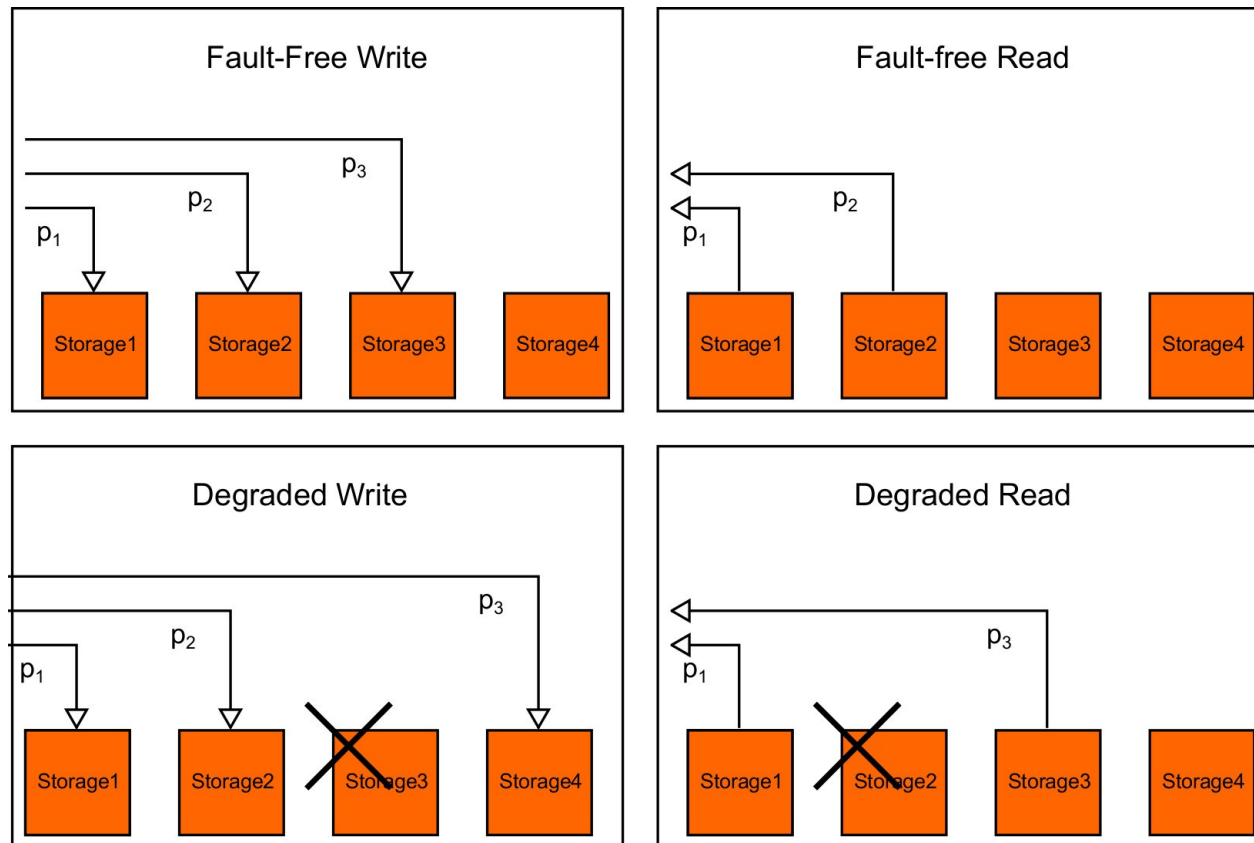 Fault-Free Write
p₃
p₂
p₁
Storage1 Storage2 Storage3 Storage4
Fault-free Read
p₂
p₁
Storage1 Storage2 Storage3 Storage4
Degraded Write
p₃
p₂
p₁
Storage1 Storage2 Storage3 Storage4
Degraded Read
p₃
p₁
Storage1 Storage2 Storage3 Storage4